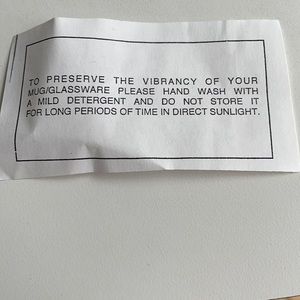 TO PRESERVE THE VIBRANCY OF YOUR
MUG/GLASSWARE PLEASE HAND WASH WITH
A MILD DETERGENT AND DO NOT STORE IT
FOR LONG PERIODS OF TIME IN DIRECT SUNLIGHT.